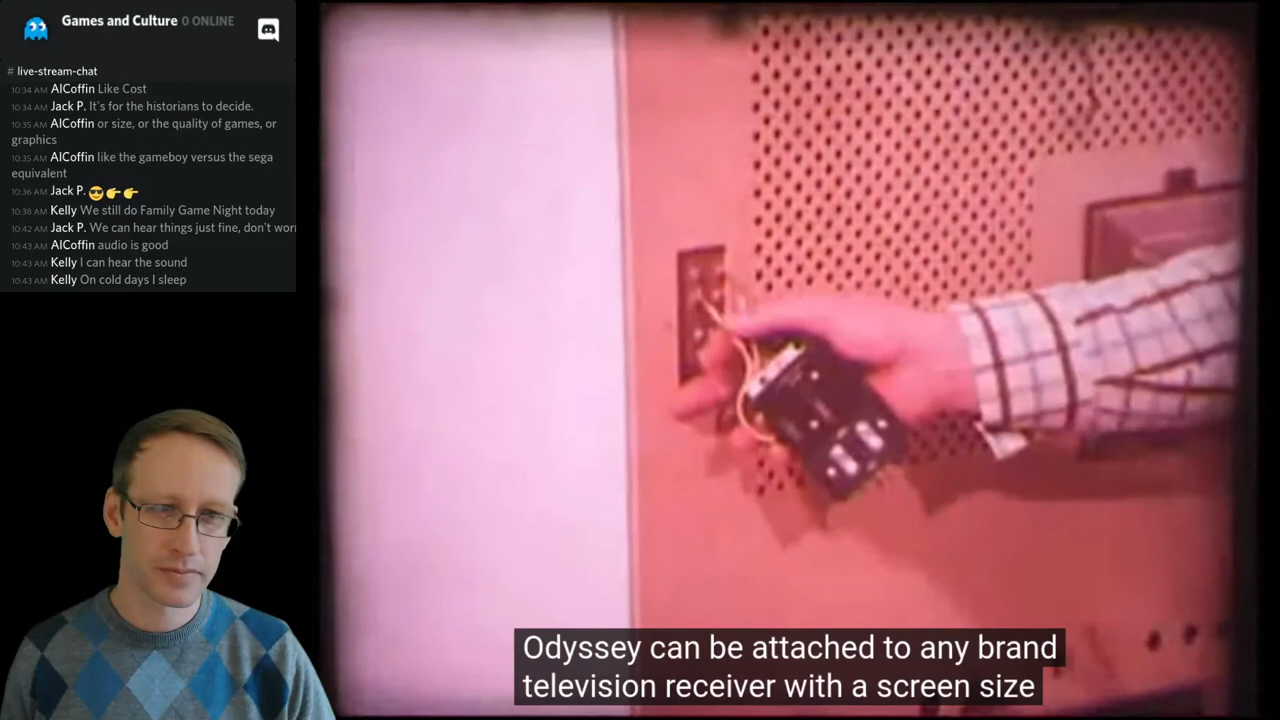 Games and Culture 0 ONLINE
# live-stream-chat
10:34 AM AlCoffin Like Cost
10:34 AM Jack P. It's for the historians to decide.
10:35 AM AlCoffin or size, or the quality of games, or
graphics
10:35 AM AlCoffin like the gameboy versus the sega
equivalent
10:36 AM Jack P. 😎👉👉
10:38 AM Kelly We still do Family Game Night today
10:42 AM Jack P. We can hear things just fine, don't
10:43 AM AlCoffin audio is good
10:43 AM Kelly I can hear the sound
10:43 AM Kelly On cold days I sleep
Odyssey can be attached to any brand
television receiver with a screen size